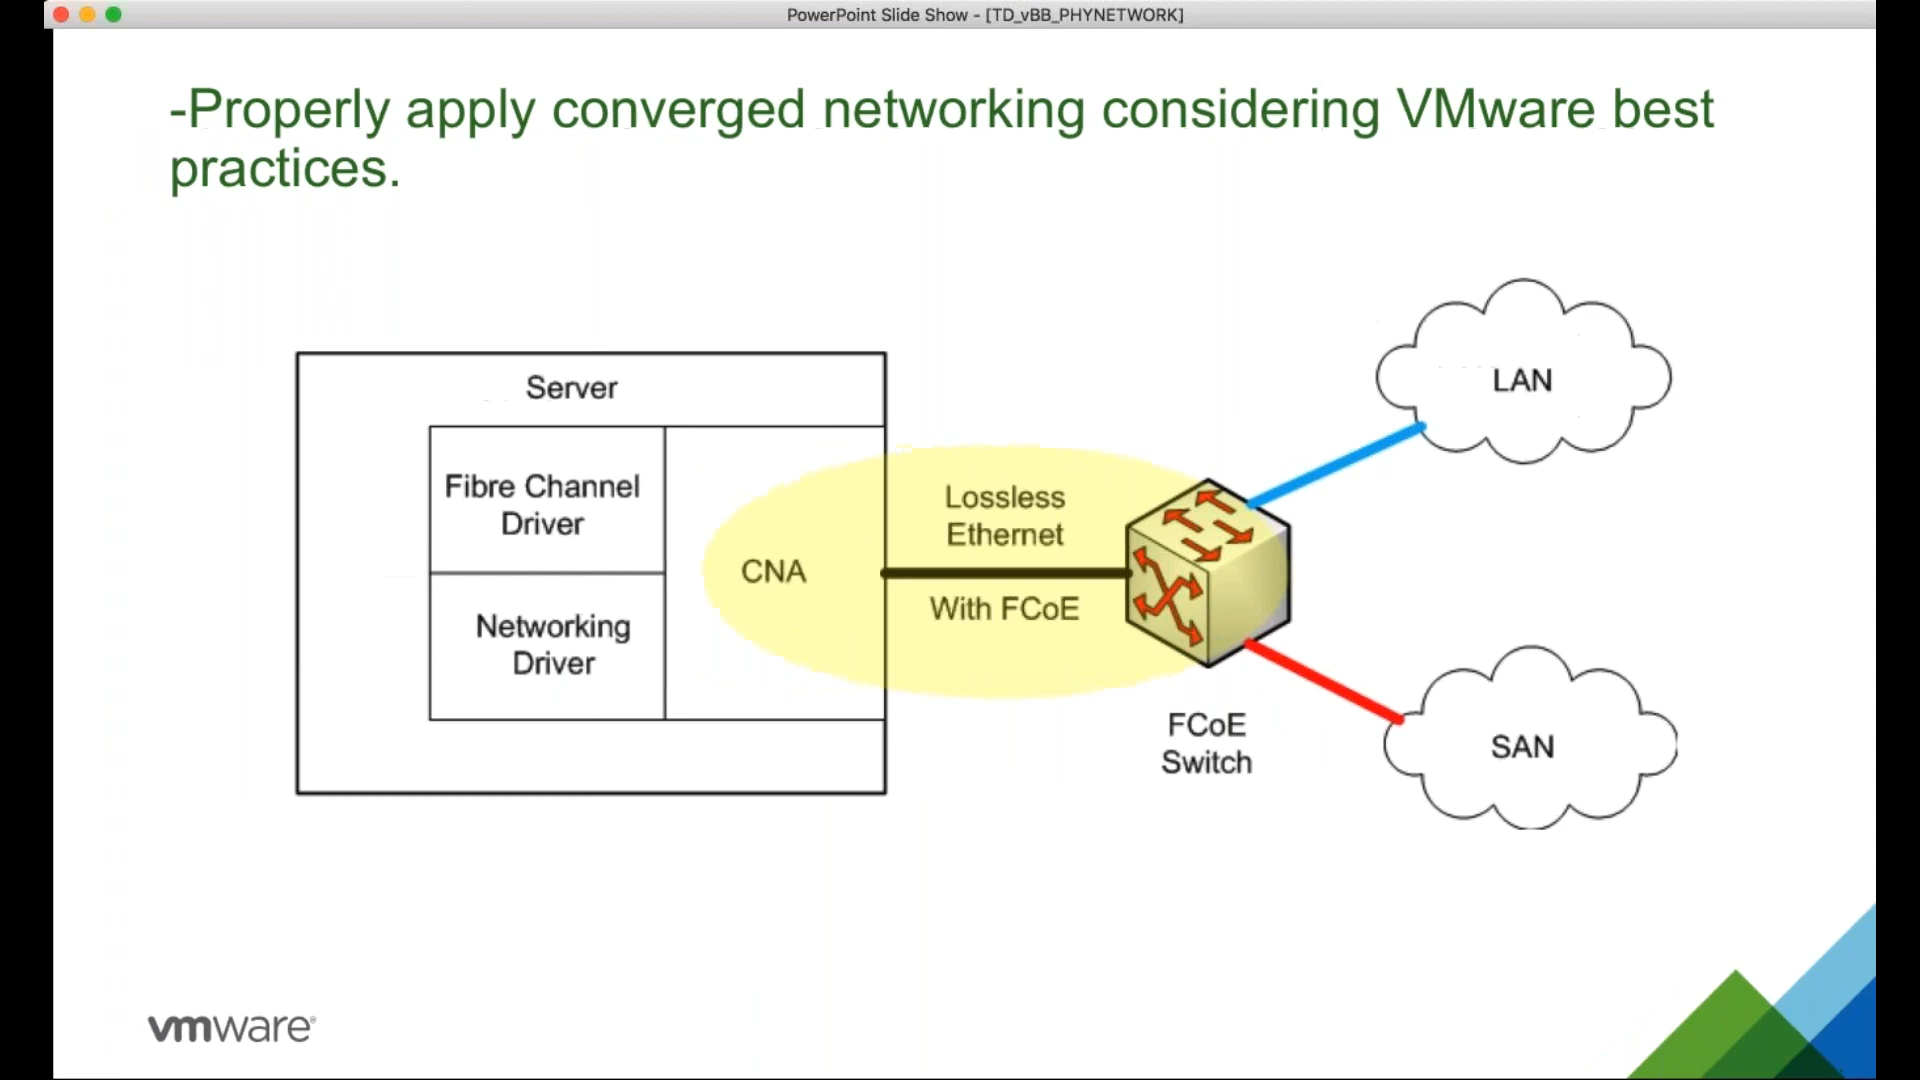 PowerPoint Slide Show - [TD_vBB_PHYNETWORK]
-Properly apply converged networking considering VMware best
practices.
Server
Fibre Channel
Driver
Networking
Driver
CNA
Lossless
Ethernet
With FCoE
FCoE
Switch
LAN
SAN
vmware®